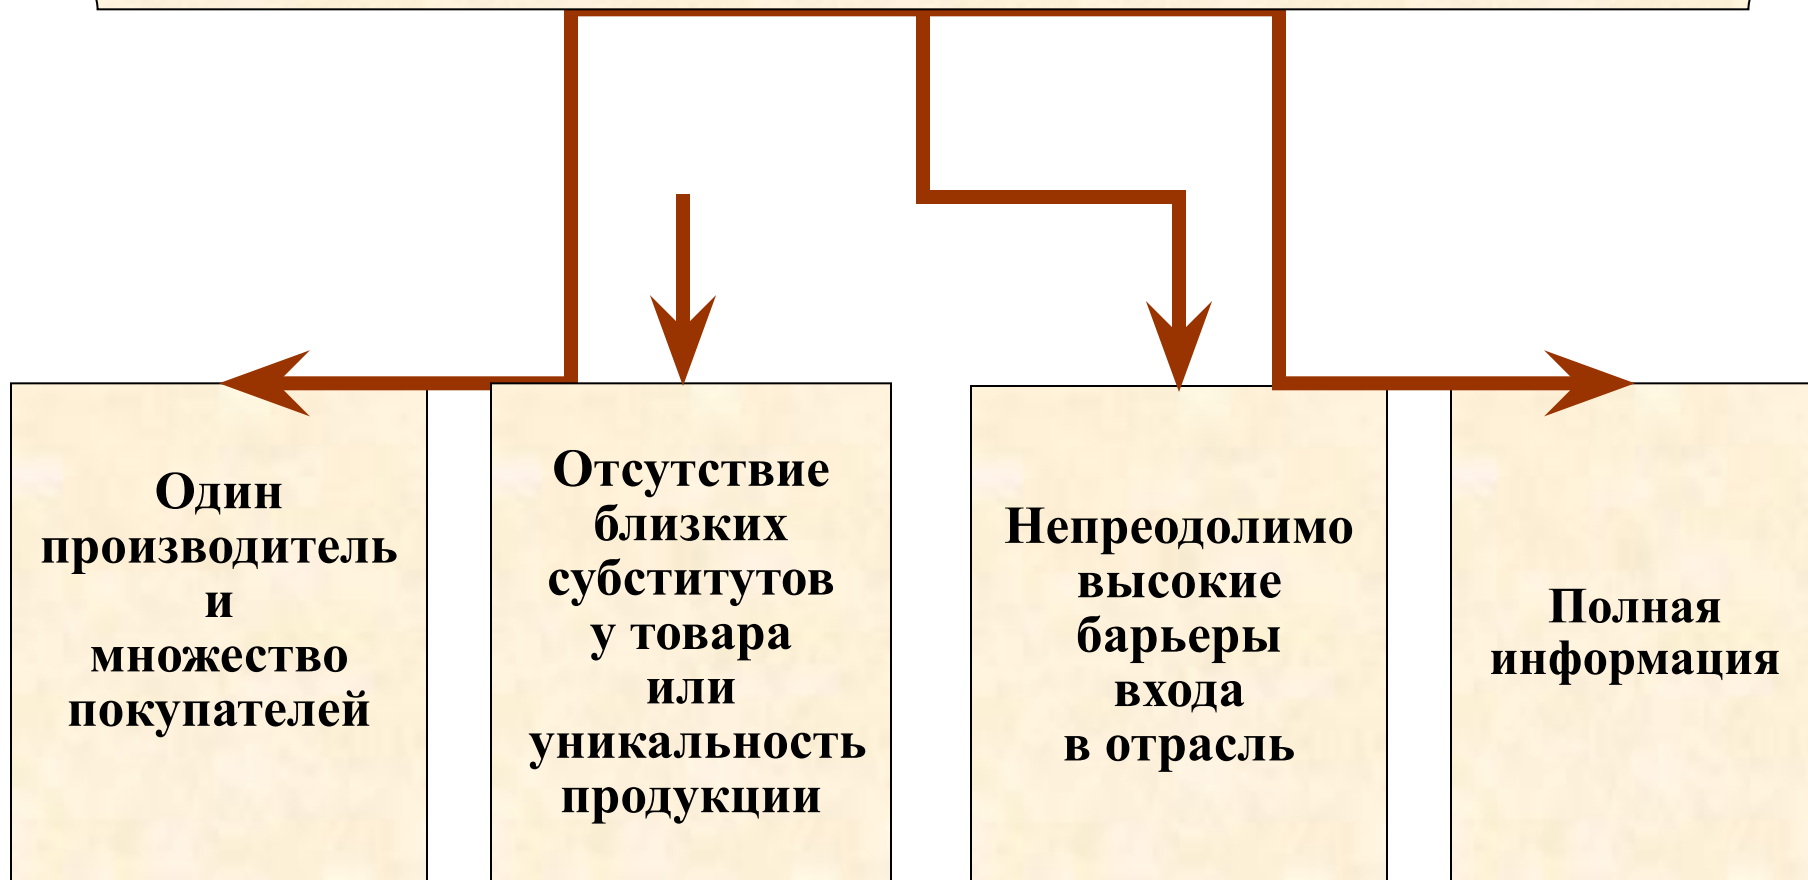 Один
производитель
и
множество
покупателей
Отсутствие
близких
субститутов
у товара
или
уникальность
продукции
Непреодолимо
высокие
барьеры
входа
в отрасль
Полная
информация